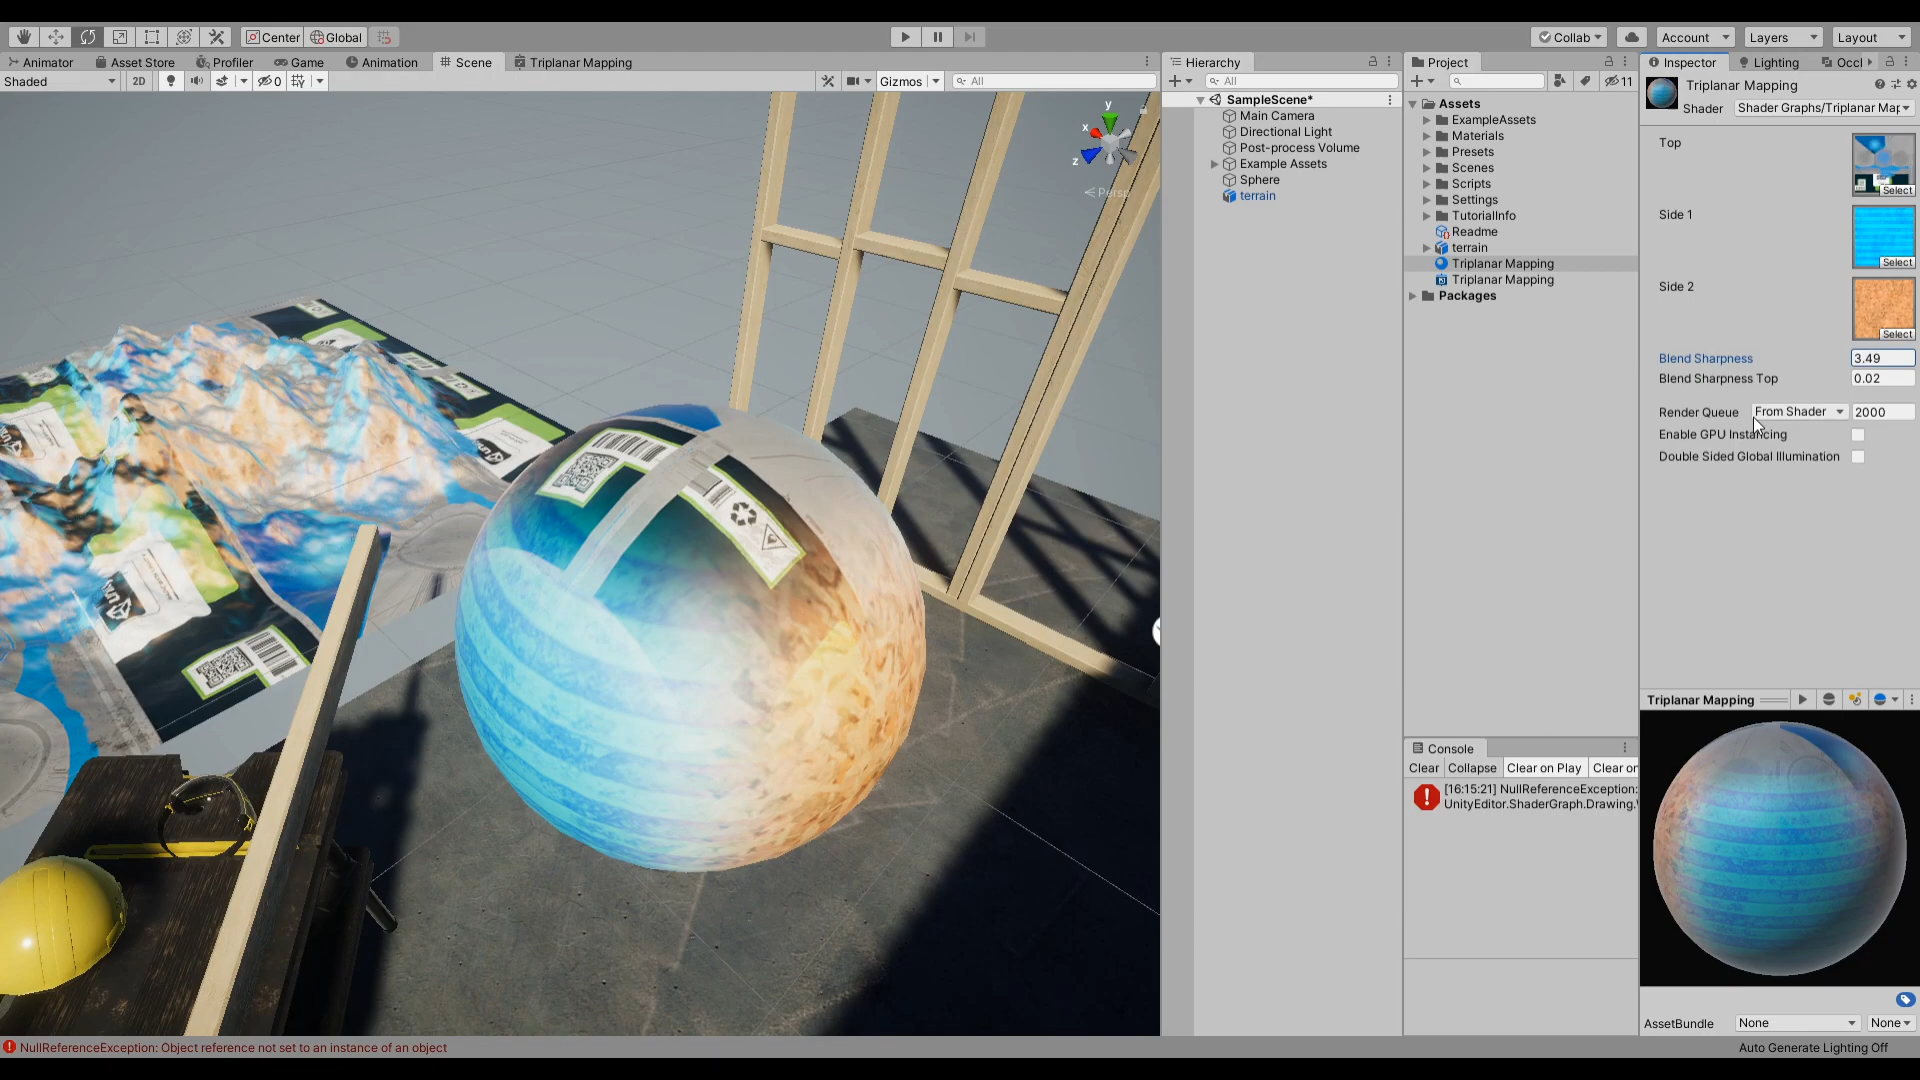 Center
Global
Collab
Account
Layers
Layout
Animator
Asset Store
Profiler
Game
Animation
Scene
Triplanar Mapping
Hierarchy
Project
Inspector
Lighting
Occl
Shaded
2D
0
Gizmos
All
All
11
SampleScene*
Main Camera
Directional Light
Post-process Volume
Example Assets
Sphere
terrain
y
x
z
Persp
Assets
ExampleAssets
Materials
Presets
Scenes
Scripts
Settings
TutorialInfo
Readme
terrain
Triplanar Mapping
Triplanar Mapping
Packages
Triplanar Mapping
Shader
Shader Graphs/Triplanar Map
Top
Select
Side 1
Select
Side 2
Select
Blend Sharpness
3.49
Blend Sharpness Top
0.02
Render Queue
From Shader
2000
Enable GPU Instancing
Double Sided Global Illumination
Triplanar Mapping
Console
Clear
Collapse
Clear on Play
Clear on
[16:15:21] NullReferenceException:
UnityEditor.ShaderGraph.Drawing.
AssetBundle
None
None
NullReferenceException: Object reference not set to an instance of an object
Auto Generate Lighting Off